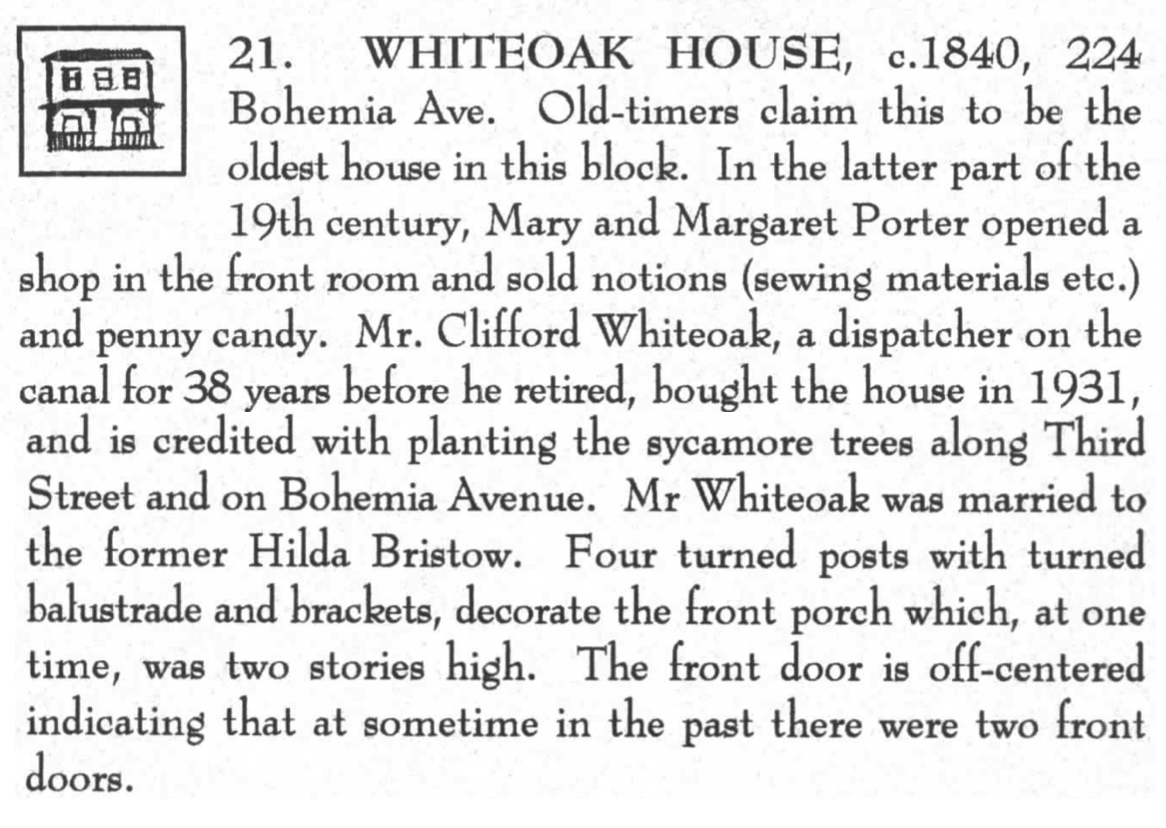 21. WHITEOAK HOUSE, c.1840, 224
Bohemia Ave. Old-timers claim this to be the
oldest house in this block. In the latter part of the
19th century, Mary and Margaret Porter opened a
shop in the front room and sold notions (sewing materials etc.)
and penny candy. Mr. Clifford Whiteoak, a dispatcher on the
canal for 38 years before he retired, bought the house in 1931,
and is credited with planting the sycamore trees along Third
Street and on Bohemia Avenue. Mr Whiteoak was married to
the former Hilda Bristow. Four turned posts with turned
balustrade and brackets, decorate the front porch which, at one
time, was two stories high. The front door is off-centered
indicating that at sometime in the past there were two front
doors.